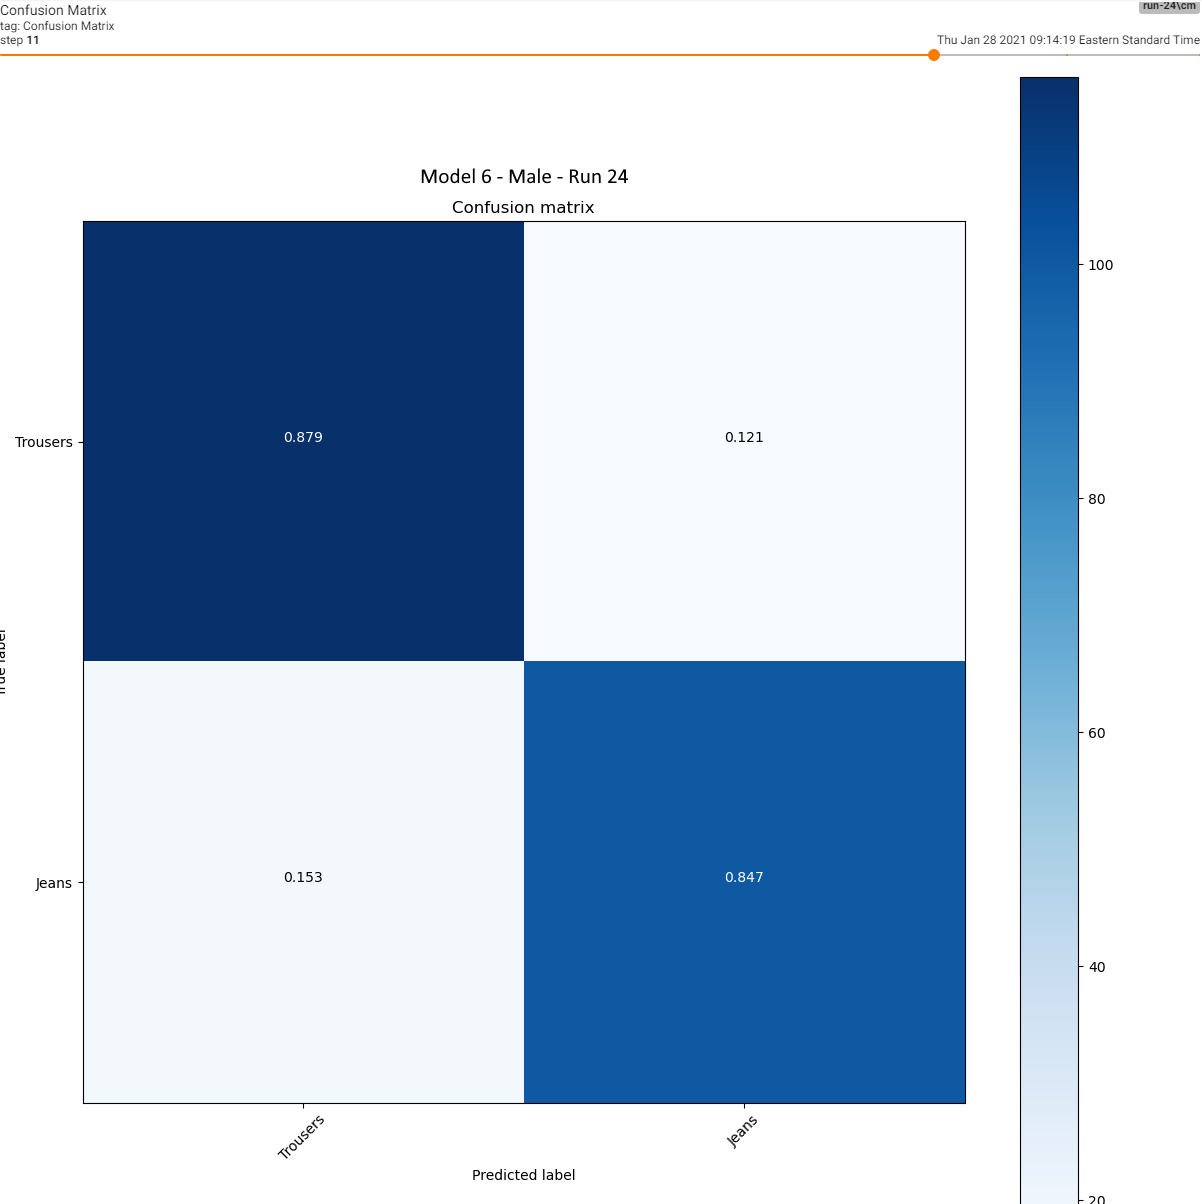 Confusion Matrix
run-24\cm
tag: Confusion Matrix
step 11
Thu Jan 28 2021 09:14:19 Eastern Standard Time
Model 6 - Male - Run 24
Confusion matrix
100
80
60
40
20
Trousers
0.879
0.121
True label
Jeans
0.153
0.847
Trousers
Jeans
Predicted label